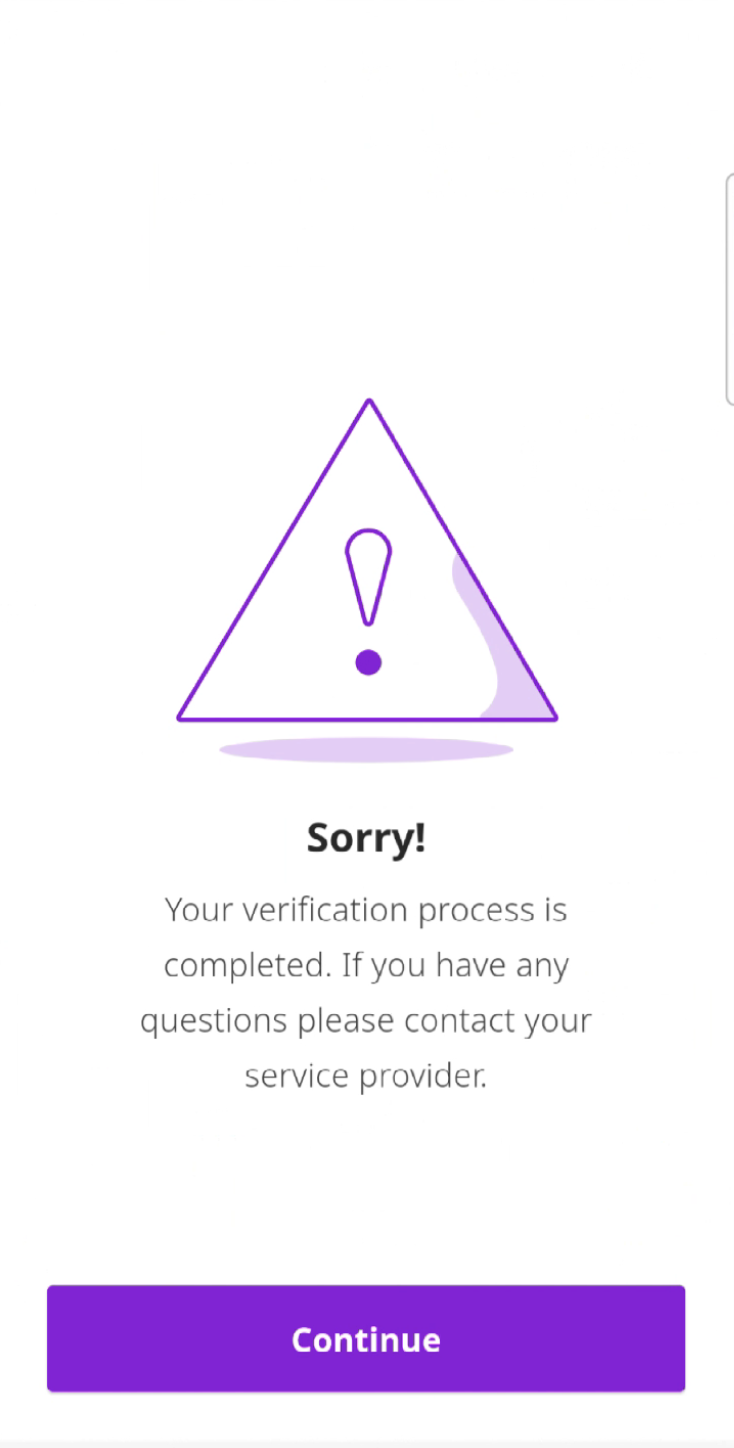 Sorry!
Your verification process is
completed. If you have any
questions please contact your
service provider.
Continue